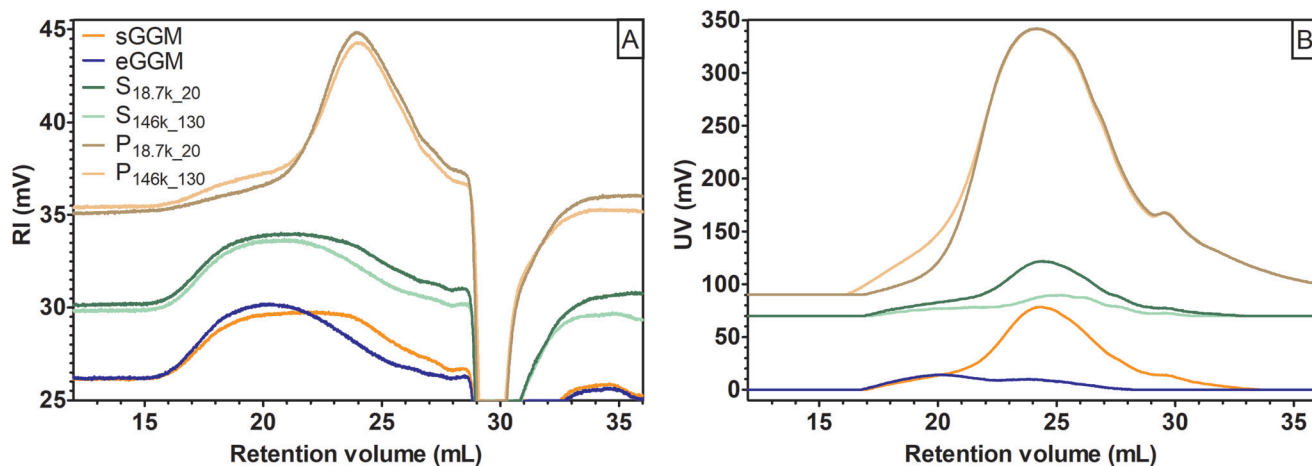 A
45
40
35
30
25
RI (mV)
sGGM
eGGM
S18.7k_20
S146k_130
P18.7k_20
P146k_130
15 20 25 30 35
Retention volume (mL)
B
350
300
250
200
150
100
50
0
UV (mV)
15 20 25 30 35
Retention volume (mL)